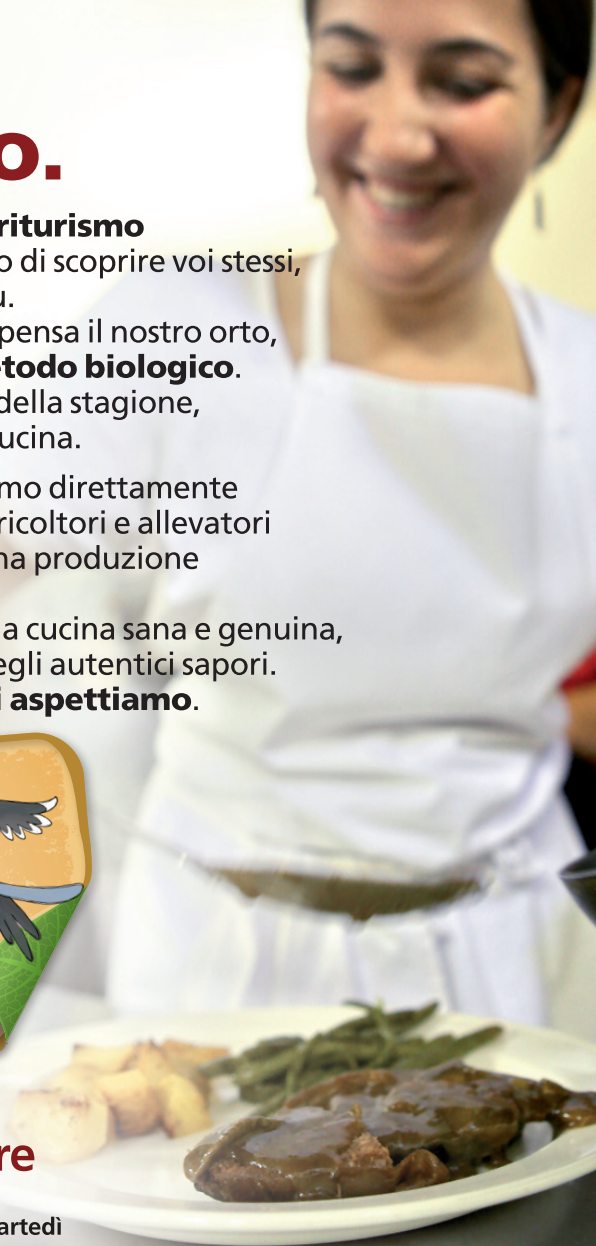 o.
riturismo
o di scoprire voi stessi,
u.
pensa il nostro orto,
etodo biologico.
della stagione,
ucina.
mo direttamente
ricoltori e allevatori
na produzione
a cucina sana e genuina,
egli autentici sapori.
i aspettiamo.
re
artedì